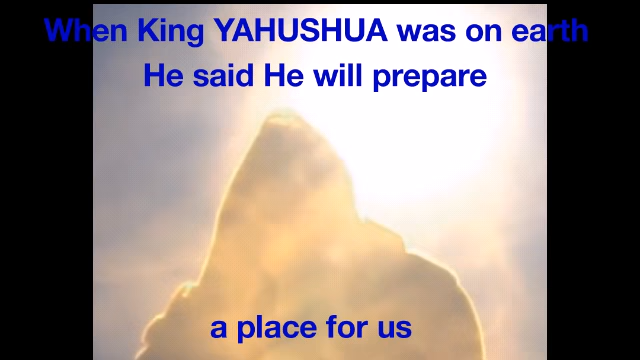 When King YAHUSHUA was on earth
He said He will prepare
a place for us